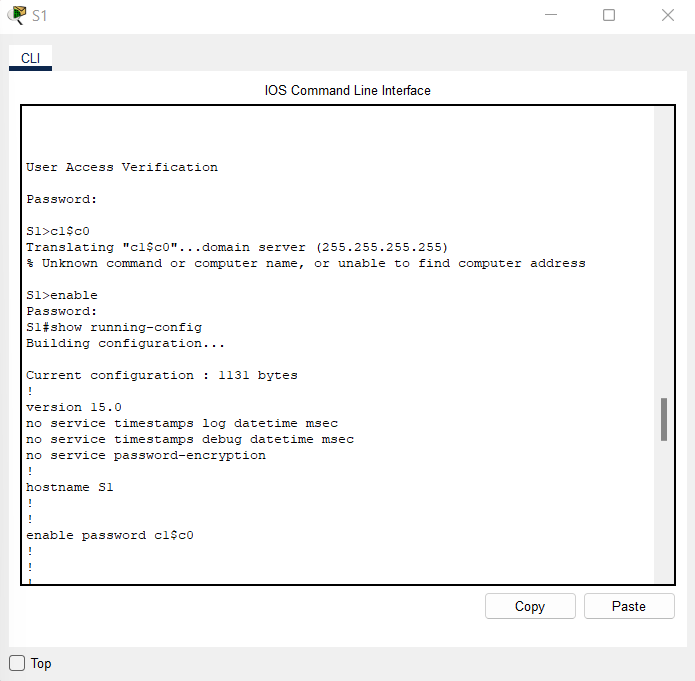 S1
CLI
IOS Command Line Interface
User Access Verification
Password:
S1>c1$c0
Translating "c1$c0"...domain server (255.255.255.255)
% Unknown command or computer name, or unable to find computer address
S1>enable
Password:
S1#show running-config
Building configuration...
Current configuration : 1131 bytes
!
version 15.0
no service timestamps log datetime msec
no service timestamps debug datetime msec
no service password-encryption
!
hostname S1
!
!
enable password c1$c0
!
!
!
Copy
Paste
Top